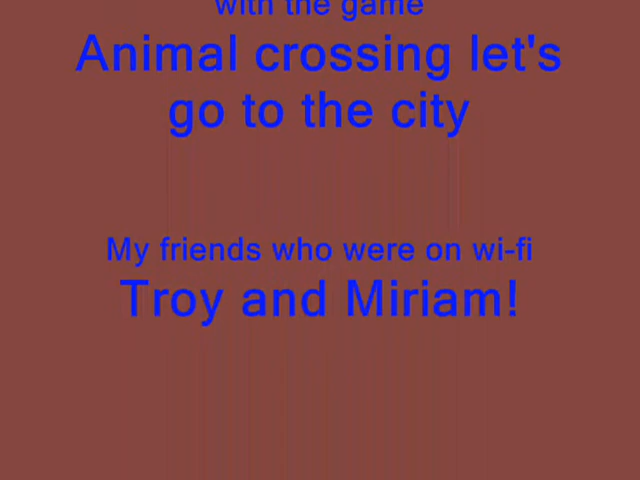 with the game
Animal crossing let's
go to the city
My friends who were on wi-fi
Troy and Miriam!